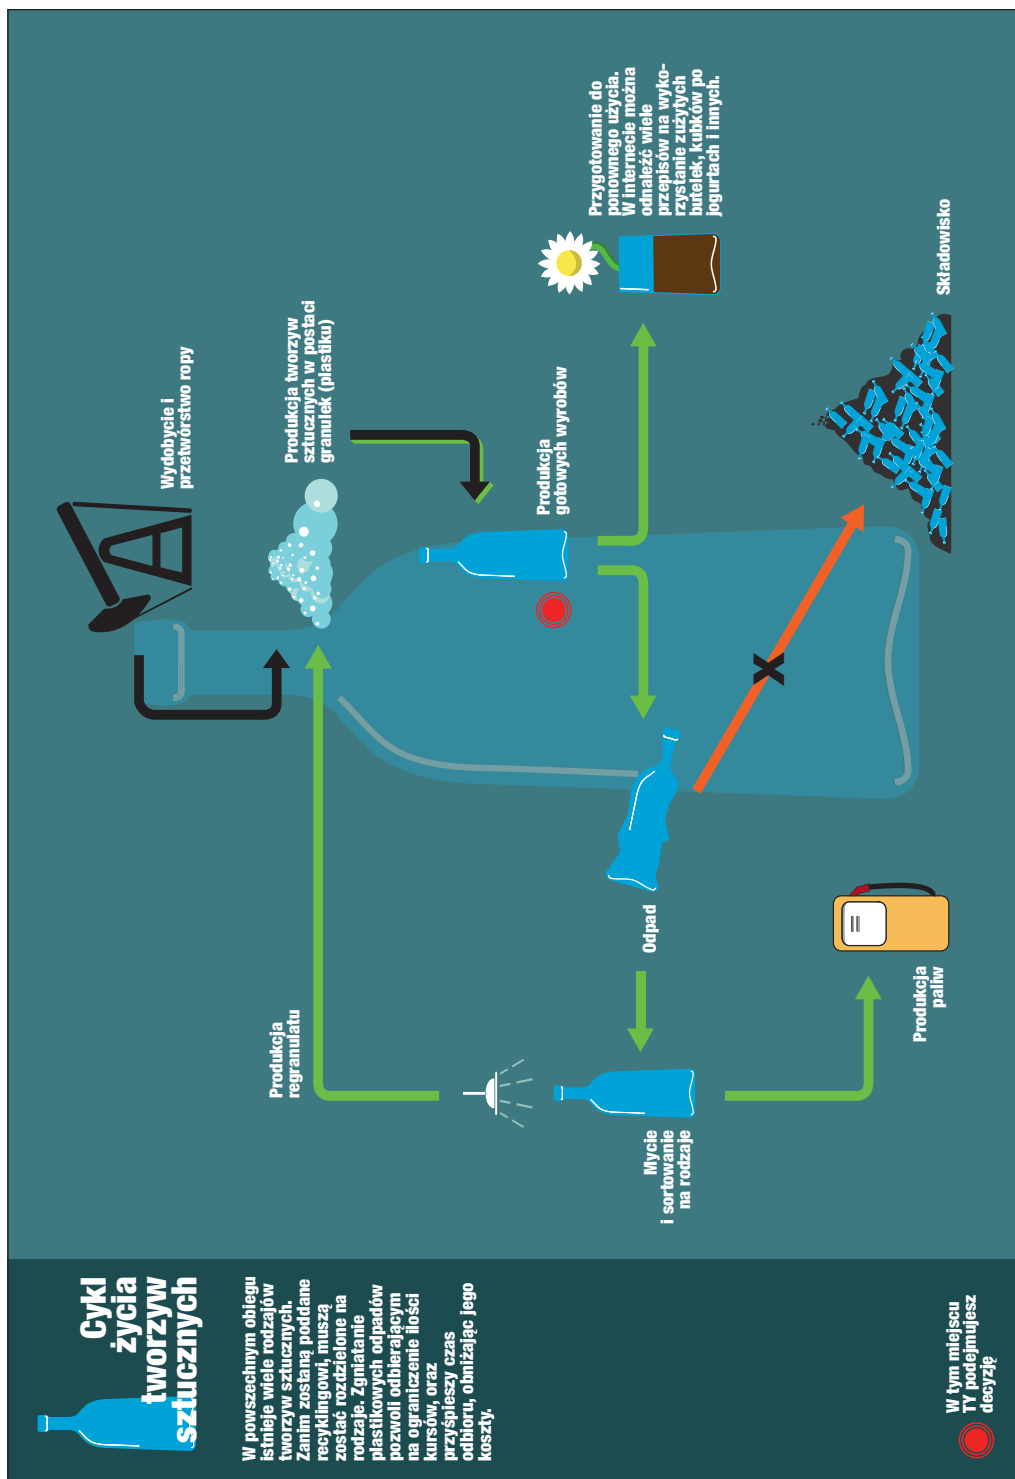 Cykl
życia
tworzyw
sztucznych
W powszechnym obiegu
istnieje wiele rodzajów
tworzyw sztucznych.
Zanim zostaną poddane
recyklingowi, muszą
zostać rozdzielone na
rodzaje. Zgniatanie
plastikowych odpadów
pozwoli odbierającym
na ograniczenie ilości
kursów, oraz
przyśpieszy czas
odbioru, obniżając jego
koszty.
W tym miejscu
TY podejmujesz
decyzję
Wydobycie i
przetwórstwo ropy
Produkcja tworzyw
sztucznych w postaci
granulek (plastiku)
Produkcja
gotowych wyrobów
Przygotowanie do
ponownego użycia.
W internecie można
odnaleźć wiele
przepisów na wyko-
rzystanie zużytych
butelek, kubków po
jogurtach i innych.
Produkcja
regranulatu
Odpad
X
Składowisko
Mycie
i sortowanie
na rodzaje
Produkcja
paliw